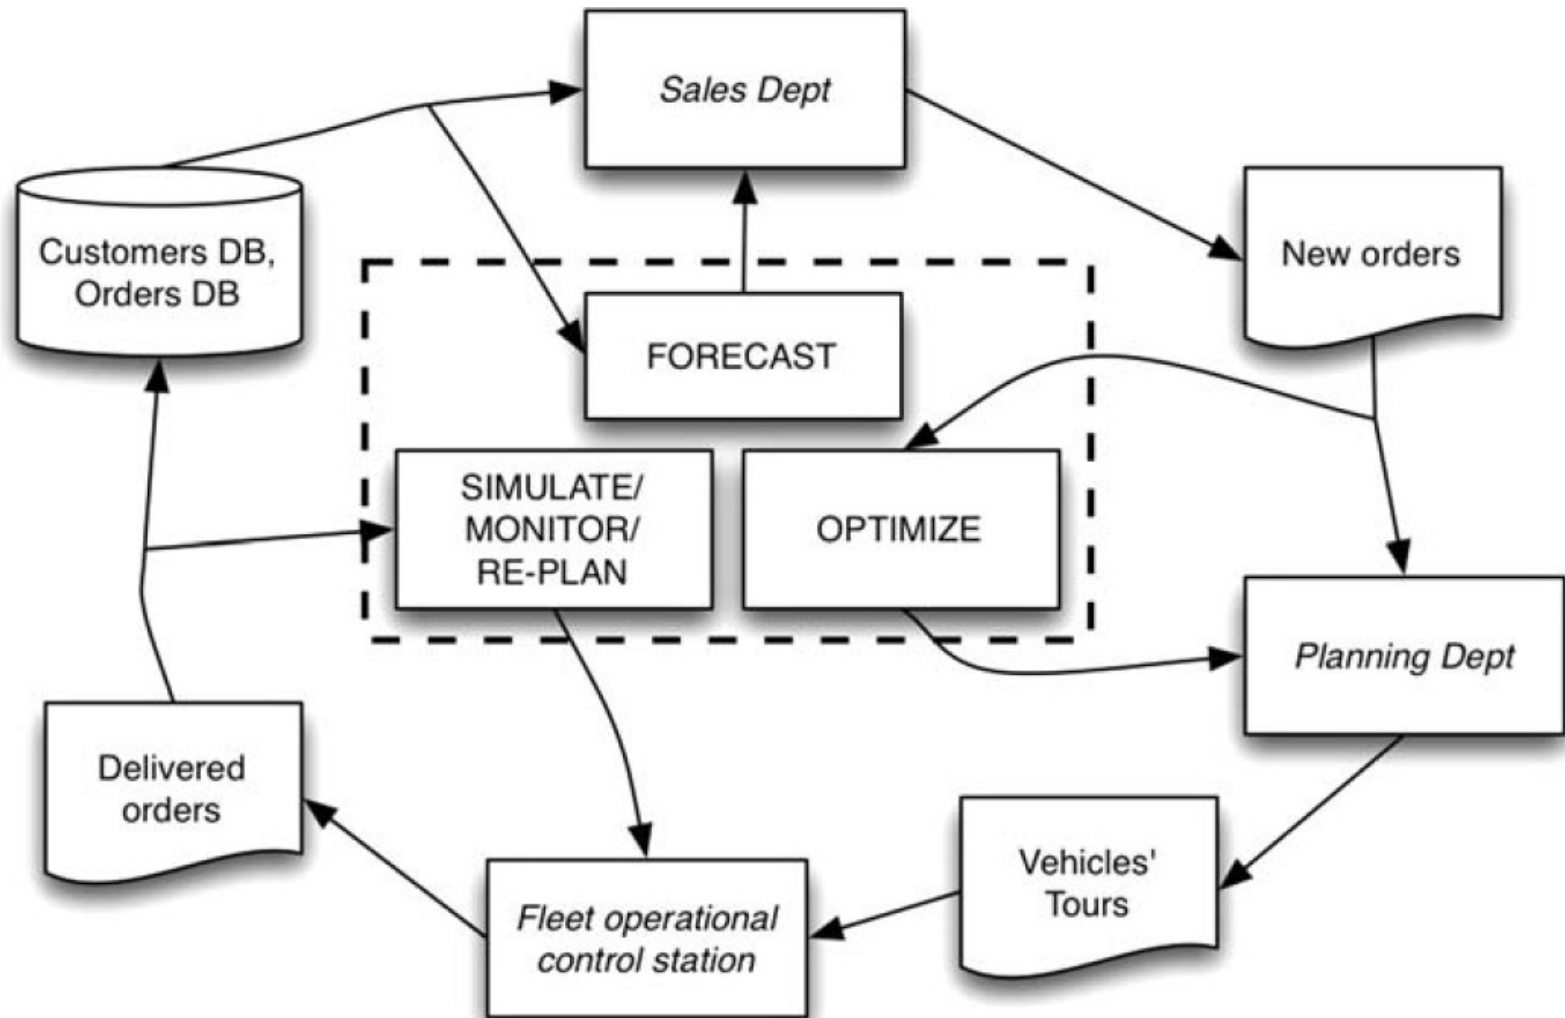 Sales Dept
Customers DB,
Orders DB
New orders
FORECAST
SIMULATE/
MONITOR/
RE-PLAN
OPTIMIZE
Planning Dept
Delivered
orders
Vehicles'
Tours
Fleet operational
control station